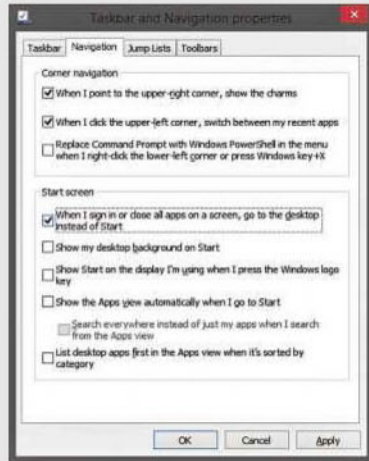 Taskbar and Navigation properties
Taskbar Navigation Jump Lists Toolbars
Corner navigation
When I point to the upper-right corner, show the charms
When I click the upper-left corner, switch between my recent apps
Replace Command Prompt with Windows PowerShell in the menu
when I right-click the lower-left corner or press Windows key+X
Start screen
When I sign in or close all apps on a screen, go to the desktop
instead of Start
Show my desktop background on Start
Show Start on the display I'm using when I press the Windows logo
key
Show the Apps view automatically when I go to Start
Search everywhere instead of just my apps when I search
from the Apps view
List desktop apps first in the Apps view when it's sorted by
category
OK Cancel Apply